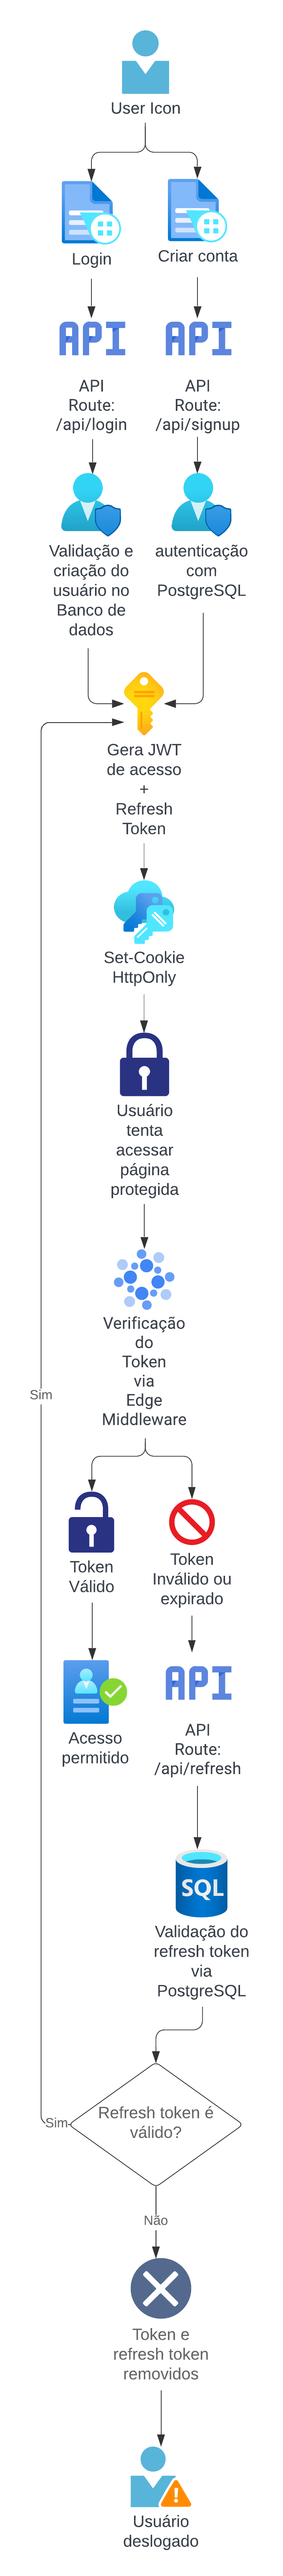 User Icon
Login
Criar conta
API
API
Route:
/api/login
API
API
Route:
/api/signup
Validação e
criação do
usuário no
Banco de
dados
autenticação
com
PostgreSQL
Gera JWT
de acesso
+
Refresh
Token
Set-Cookie
HttpOnly
Usuário
tenta
acessar
página
protegida
Verificação
do
Token
via
Edge
Middleware
Sim
Token
Válido
Token
Inválido ou
expirado
Acesso
permitido
API
API
Route:
/api/refresh
SQL
Validação do
refresh token
via
PostgreSQL
Refresh token é
válido?
Sim
Não
Token e
refresh token
removidos
Usuário
deslogado